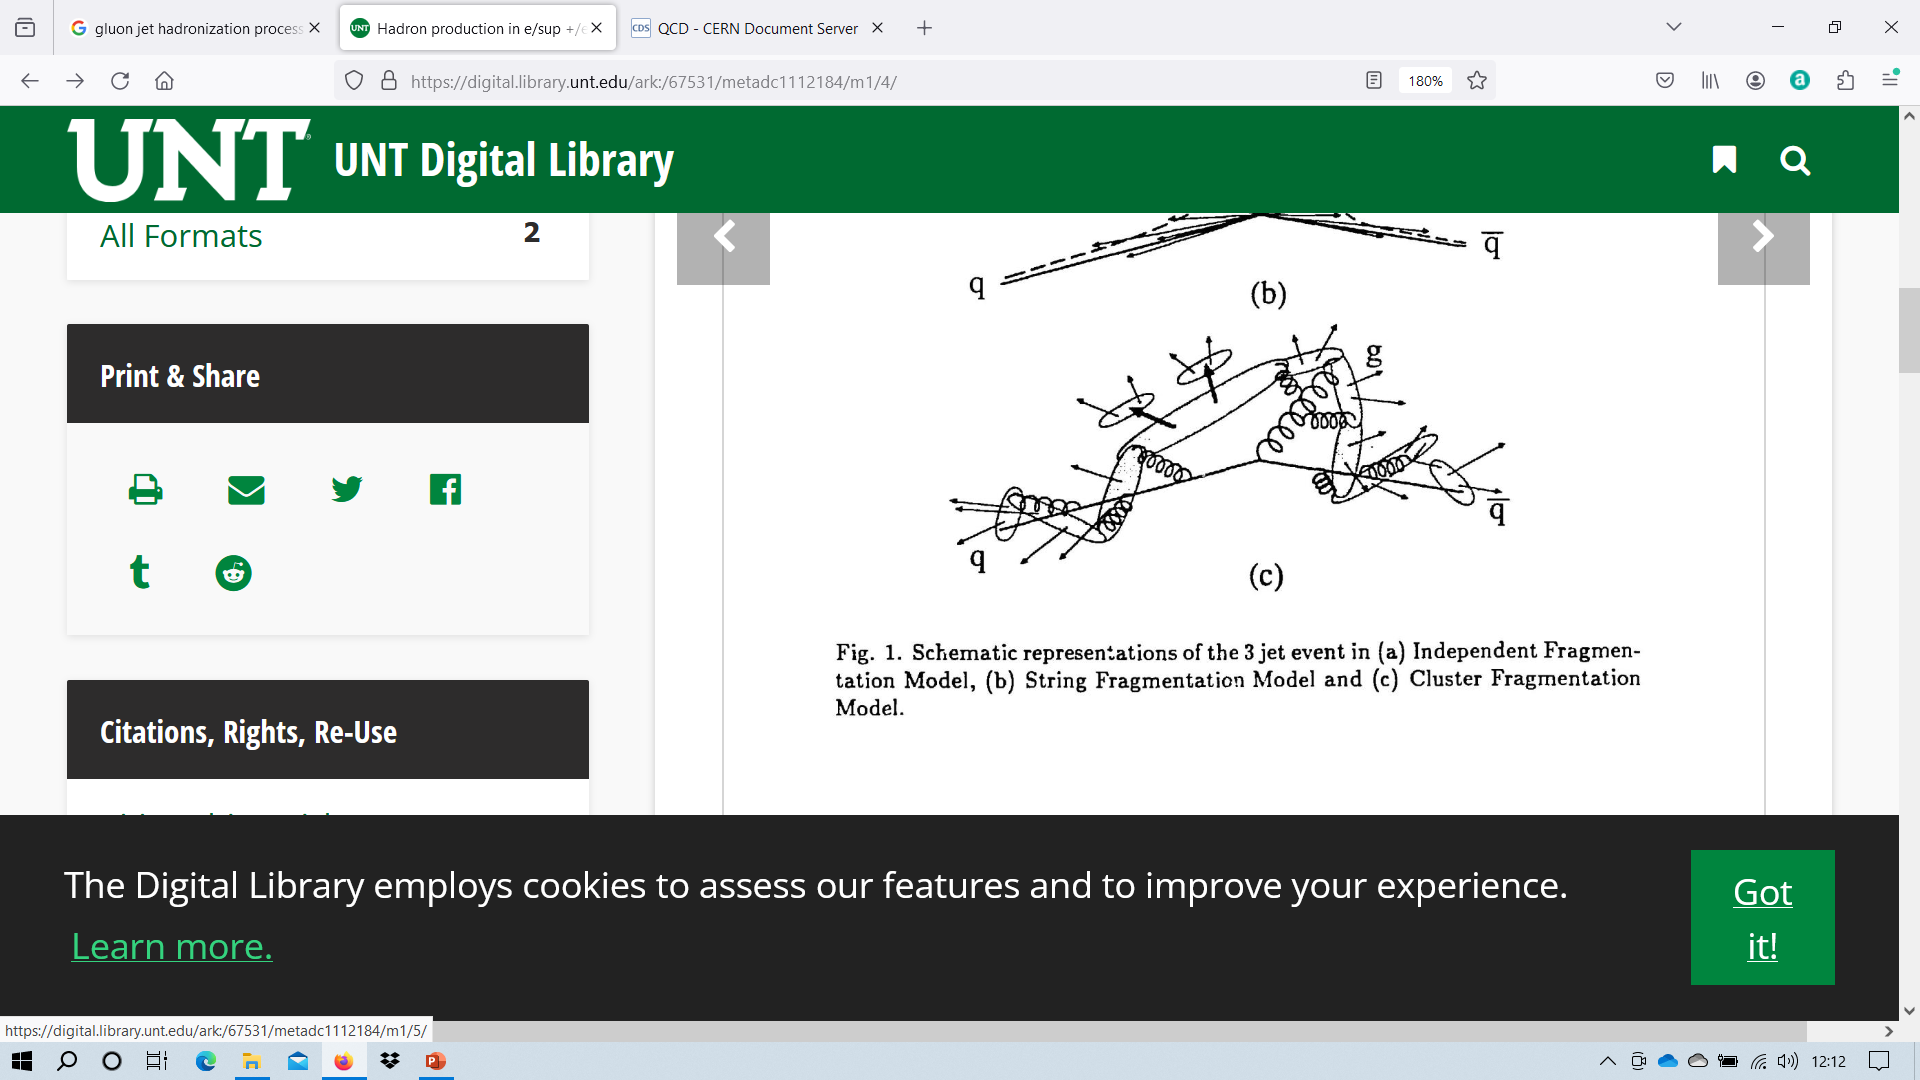 gluon jet hadronization process
Hadron production in e/sup +/e
CDS
QCD - CERN Document Server
https://digital.library.unt.edu/ark:/67531/metadc1112184/m1/4/
180%
UNT
UNT Digital Library
All Formats
2
Print & Share
Citations, Rights, Re-Use
q
q̅
(b)
g
q
q̅
(c)
Fig. 1. Schematic representations of the 3 jet event in (a) Independent Fragmen-
tation Model, (b) String Fragmentation Model and (c) Cluster Fragmentation
Model.
The Digital Library employs cookies to assess our features and to improve your experience.
Learn more.
Got
it!
https://digital.library.unt.edu/ark:/67531/metadc1112184/m1/5/
12:12